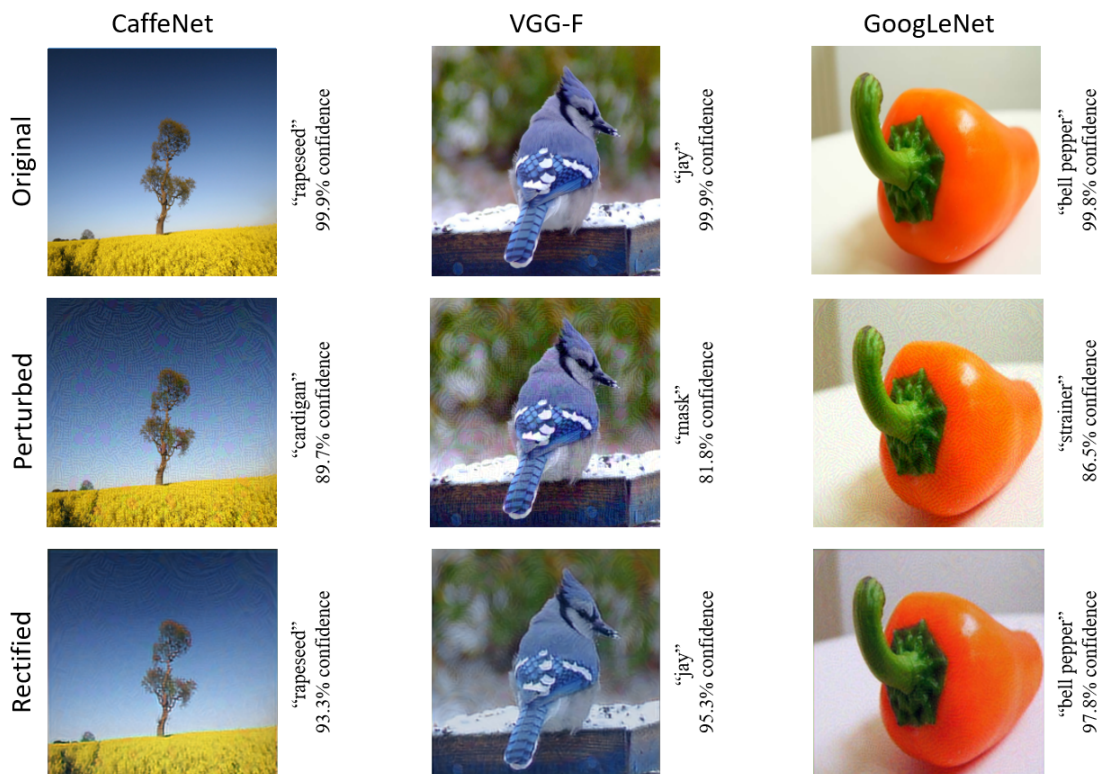 CaffeNet
VGG-F
GoogLeNet
Original
“rapeseed”
99.9% confidence
“jay”
99.9% confidence
“bell pepper”
99.8% confidence
Perturbed
“cardigan”
89.7% confidence
“mask”
81.8% confidence
“strainer”
86.5% confidence
Rectified
“rapeseed”
93.3% confidence
“jay”
95.3% confidence
“bell pepper”
97.8% confidence